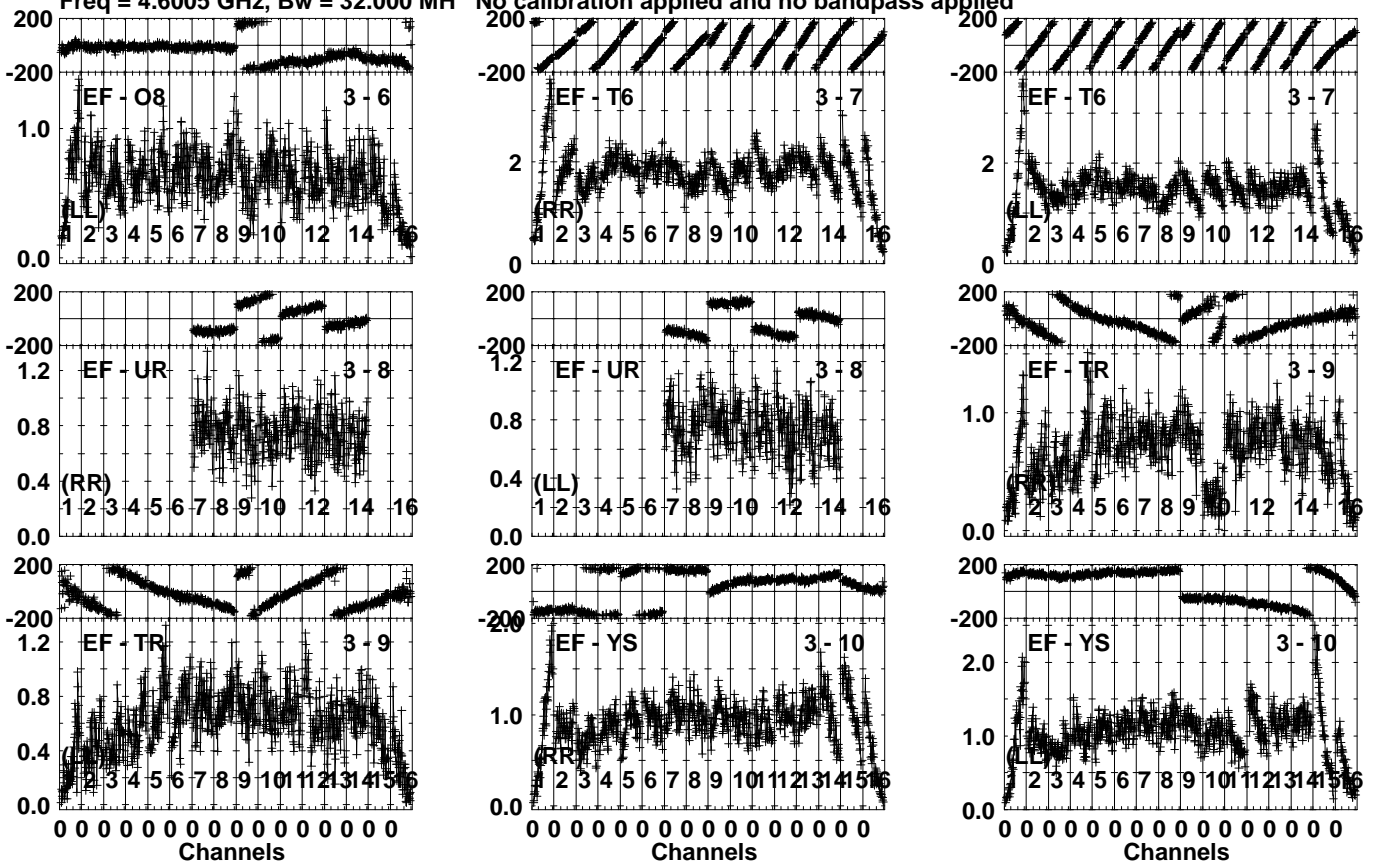 Freq = 4.6005 GHz, Bw = 32.000 MH No calibration applied and no bandpass applied
200 200 200
-200 -200 -200
EF - O8 3 - 6 EF - T6 3 - 7 EF - T6 3 - 7
1.0 2 2
(LL) (RR) (LL)
1 2 3 4 5 6 7 8 9 10 12 14 16 1 2 3 4 5 6 7 8 9 10 12 14 16 2 3 4 5 6 7 8 9 10 12 14 16
0.0 0 0
200 200 200
-200 -200 -200
1.2 EF - UR 3 - 8 1.2 EF - UR 3 - 8 EF - TR 3 - 9
1.0
0.8 0.8
0.4 0.4
(RR) (LL) (RR)
1 2 3 4 5 6 7 8 9 10 12 14 16 1 2 3 4 5 6 7 8 9 10 12 14 16 2 3 4 5 6 7 8 9 10 12 14 16
0.0 0.0 0.0
200 200 200
-200 -200 -200
2.0
1.2 EF - TR 3 - 9 EF - YS 3 - 10 EF - YS 3 - 10
2.0
0.8
1.0 1.0
0.4
(LL) (RR) (LL)
2 3 4 5 6 7 8 9 10 11 12 13 14 15 16 2 3 4 5 6 7 8 9 10 11 12 13 14 15 16 2 3 4 5 6 7 8 9 10 11 12 13 14 15 16
0.0 0.0 0.0
0 0 0 0 0 0 0 0 0 0 0 0 0 0 0 0 0 0 0 0 0 0 0 0 0 0 0 0 0 0 0 0 0 0 0 0 0 0 0 0 0 0 0 0 0 0 0 0
Channels Channels Channels